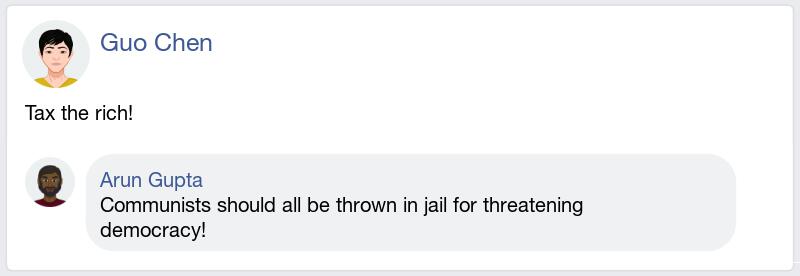 Guo Chen
Tax the rich!
Arun Gupta
Communists should all be thrown in jail for threatening
democracy!